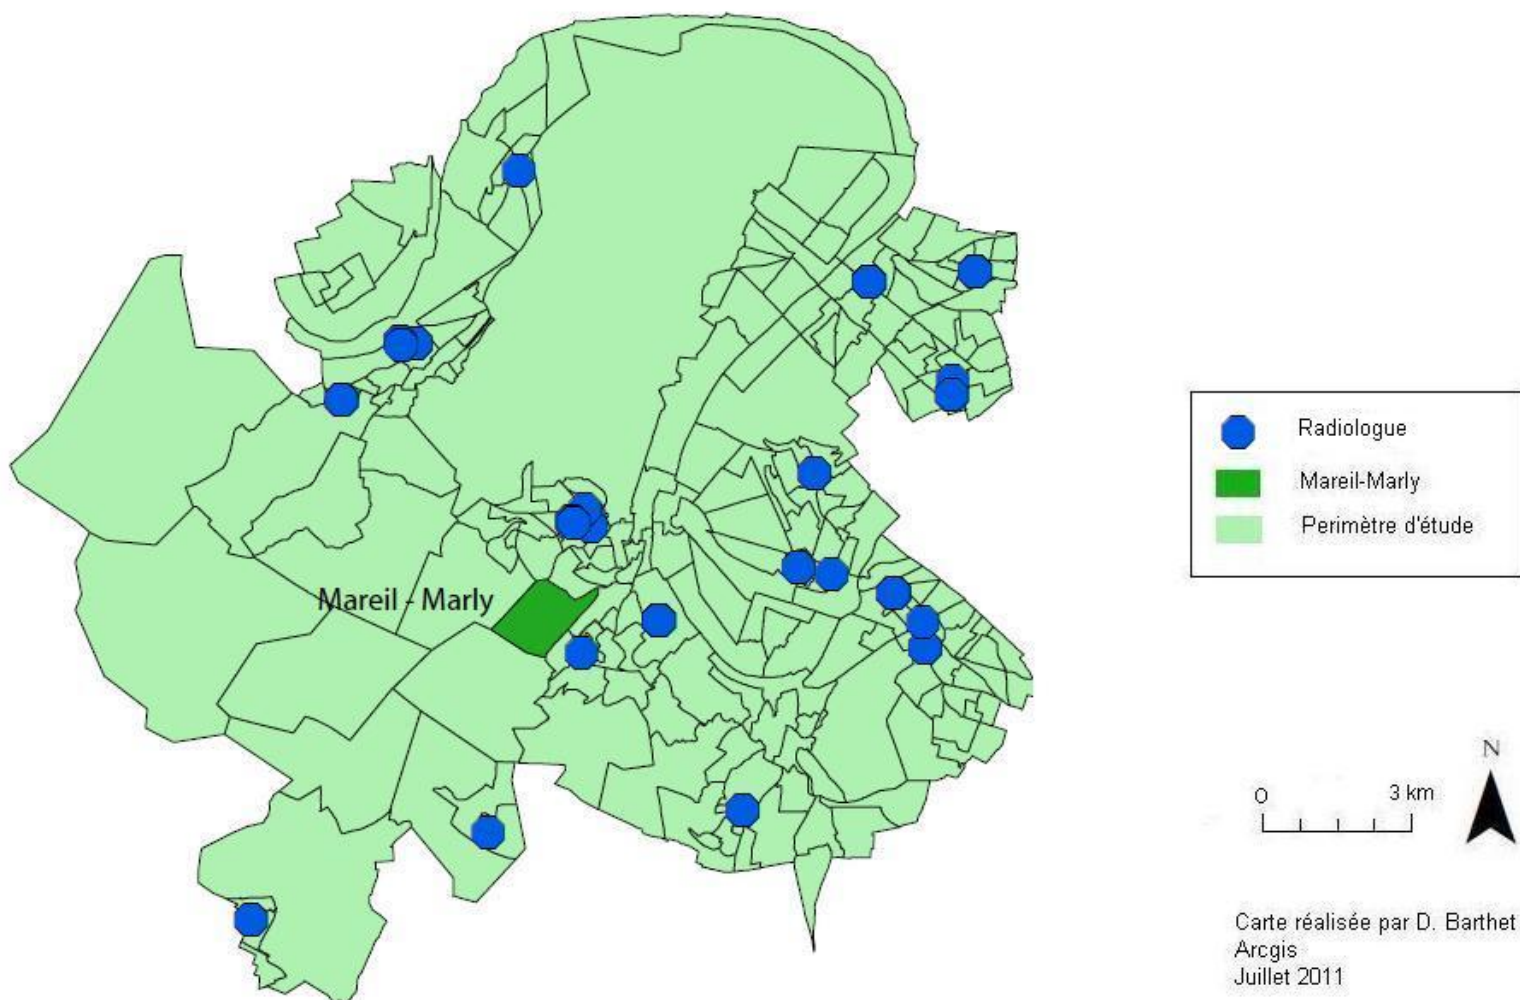 Mareil - Marly
Radiologue
Mareil-Marly
Perimètre d'étude
N
0 3 km
Carte réalisée par D. Barthet
Arcgis
Juillet 2011